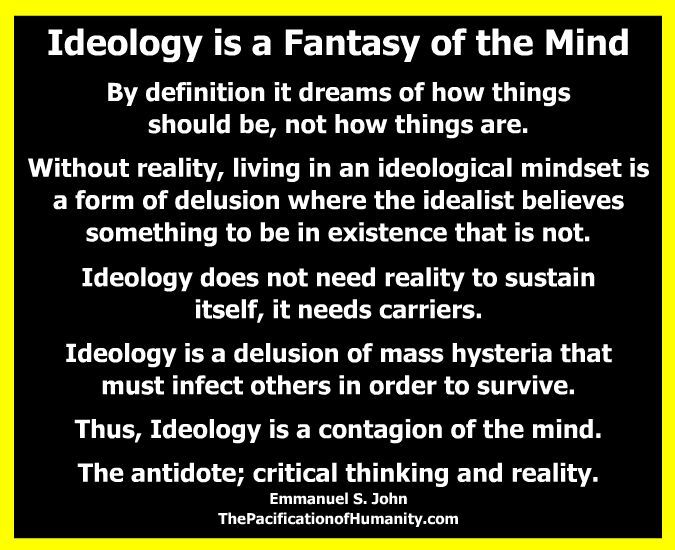 Ideology is a Fantasy of the Mind
By definition it dreams of how things
should be, not how things are.
Without reality, living in an ideological mindset is
a form of delusion where the idealist believes
something to be in existence that is not.
Ideology does not need reality to sustain
itself, it needs carriers.
Ideology is a delusion of mass hysteria that
must infect others in order to survive.
Thus, Ideology is a contagion of the mind.
The antidote; critical thinking and reality.
Emmanuel S. John
ThePacificationofHumanity.com